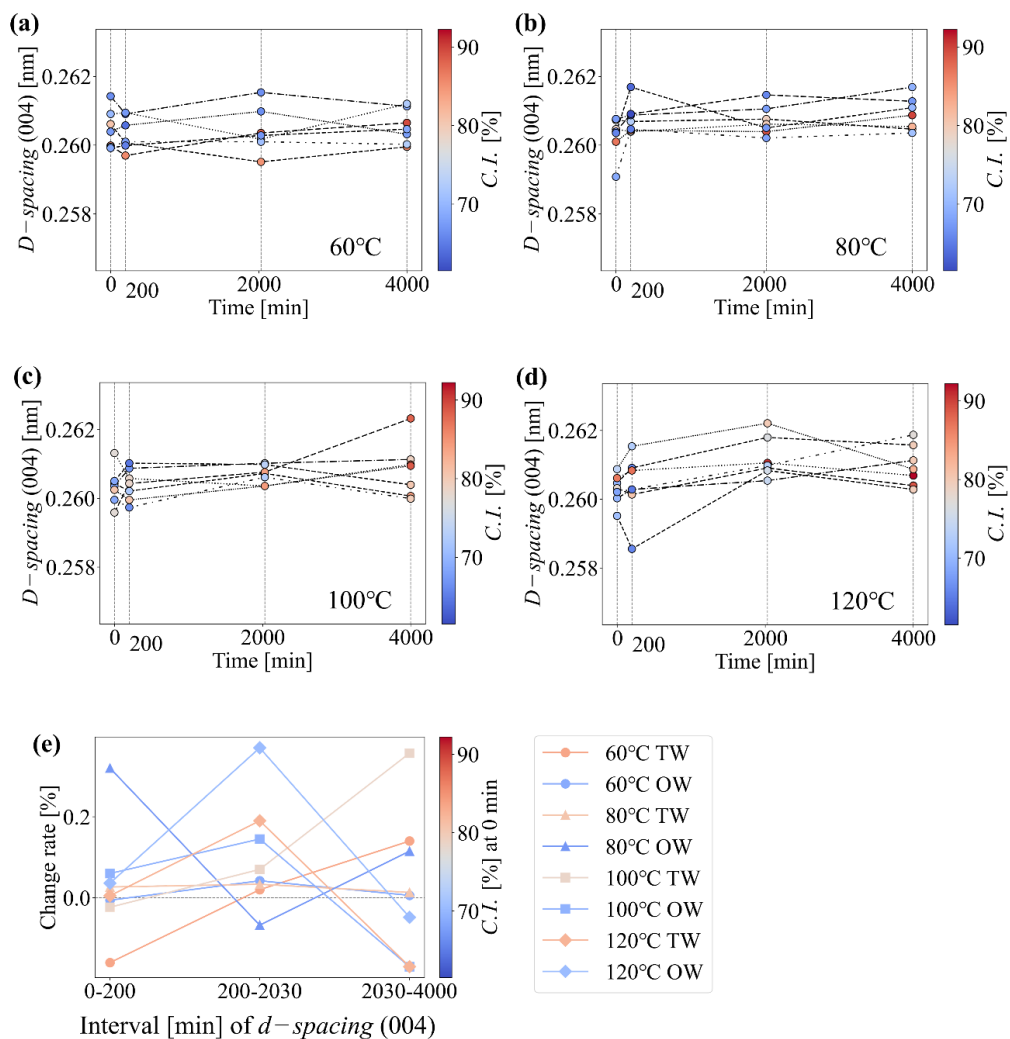 (a)
D−spacing (004) [nm]
0.262
0.260
0.258
60℃
0
200
2000
4000
Time [min]
90
80
70
C.I. [%]
(b)
D−spacing (004) [nm]
0.262
0.260
0.258
80℃
0
200
2000
4000
Time [min]
90
80
70
C.I. [%]
(c)
D−spacing (004) [nm]
0.262
0.260
0.258
100℃
0
200
2000
4000
Time [min]
90
80
70
C.I. [%]
(d)
D−spacing (004) [nm]
0.262
0.260
0.258
120℃
0
200
2000
4000
Time [min]
90
80
70
C.I. [%]
(e)
Change rate [%]
0.2
0.0
0-200
200-2030
2030-4000
Interval [min] of d−spacing (004)
90
80
70
C.I. [%] at 0 min
60℃ TW
60℃ OW
80℃ TW
80℃ OW
100℃ TW
100℃ OW
120℃ TW
120℃ OW